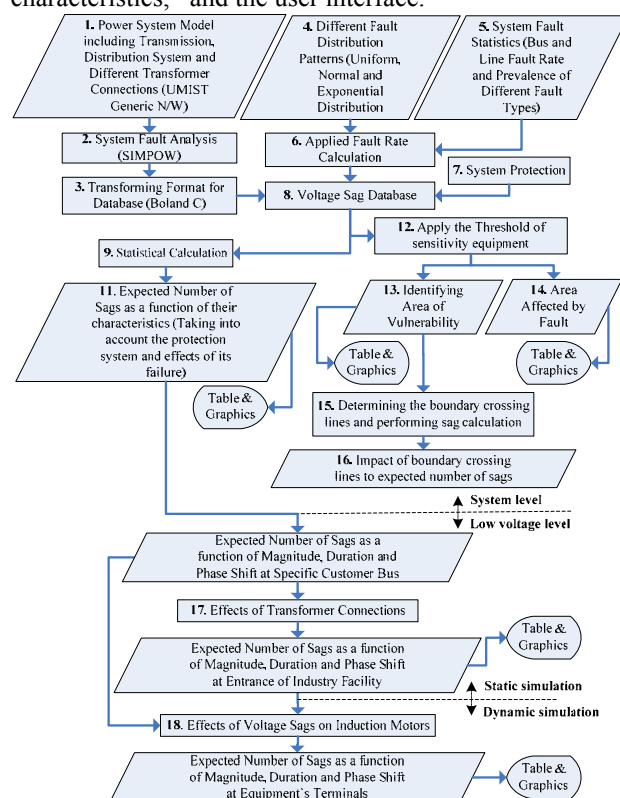 characteristics, and the user interface.
1. Power System Model
including Transmission,
Distribution System and
Different Transformer
Connections (UMIST
Generic N/W)
4. Different Fault
Distribution
Patterns (Uniform,
Normal and
Exponential
Distribution
5. System Fault
Statistics (Bus and
Line Fault Rate
and Prevalence of
Different Fault
Types)
2. System Fault Analysis
(SIMPOW)
6. Applied Fault Rate
Calculation
7. System Protection
3. Transforming Format for
Database (Boland C)
8. Voltage Sag Database
12. Apply the Threshold of
sensitivity equipment
9. Statistical Calculation
11. Expected Number of
Sags as a function of their
characteristics (Taking into
account the protection
system and effects of its
failure)
13. Identifying
Area of
Vulnerability
14. Area
Affected by
Fault
Table &
Graphics
Table &
Graphics
Table &
Graphics
15. Determining the boundary crossing
lines and performing sag calculation
16. Impact of boundary crossing
lines to expected number of sags
System level
Low voltage level
Expected Number of Sags as a
function of Magnitude, Duration and
Phase Shift at Specific Customer Bus
17. Effects of Transformer Connections
Expected Number of Sags as a function
of Magnitude, Duration and Phase Shift
at Entrance of Industry Facility
Table &
Graphics
Static simulation
Dynamic simulation
18. Effects of Voltage Sags on Induction Motors
Expected Number of Sags as a function
of Magnitude, Duration and Phase Shift
at Equipment`s Terminals
Table &
Graphics